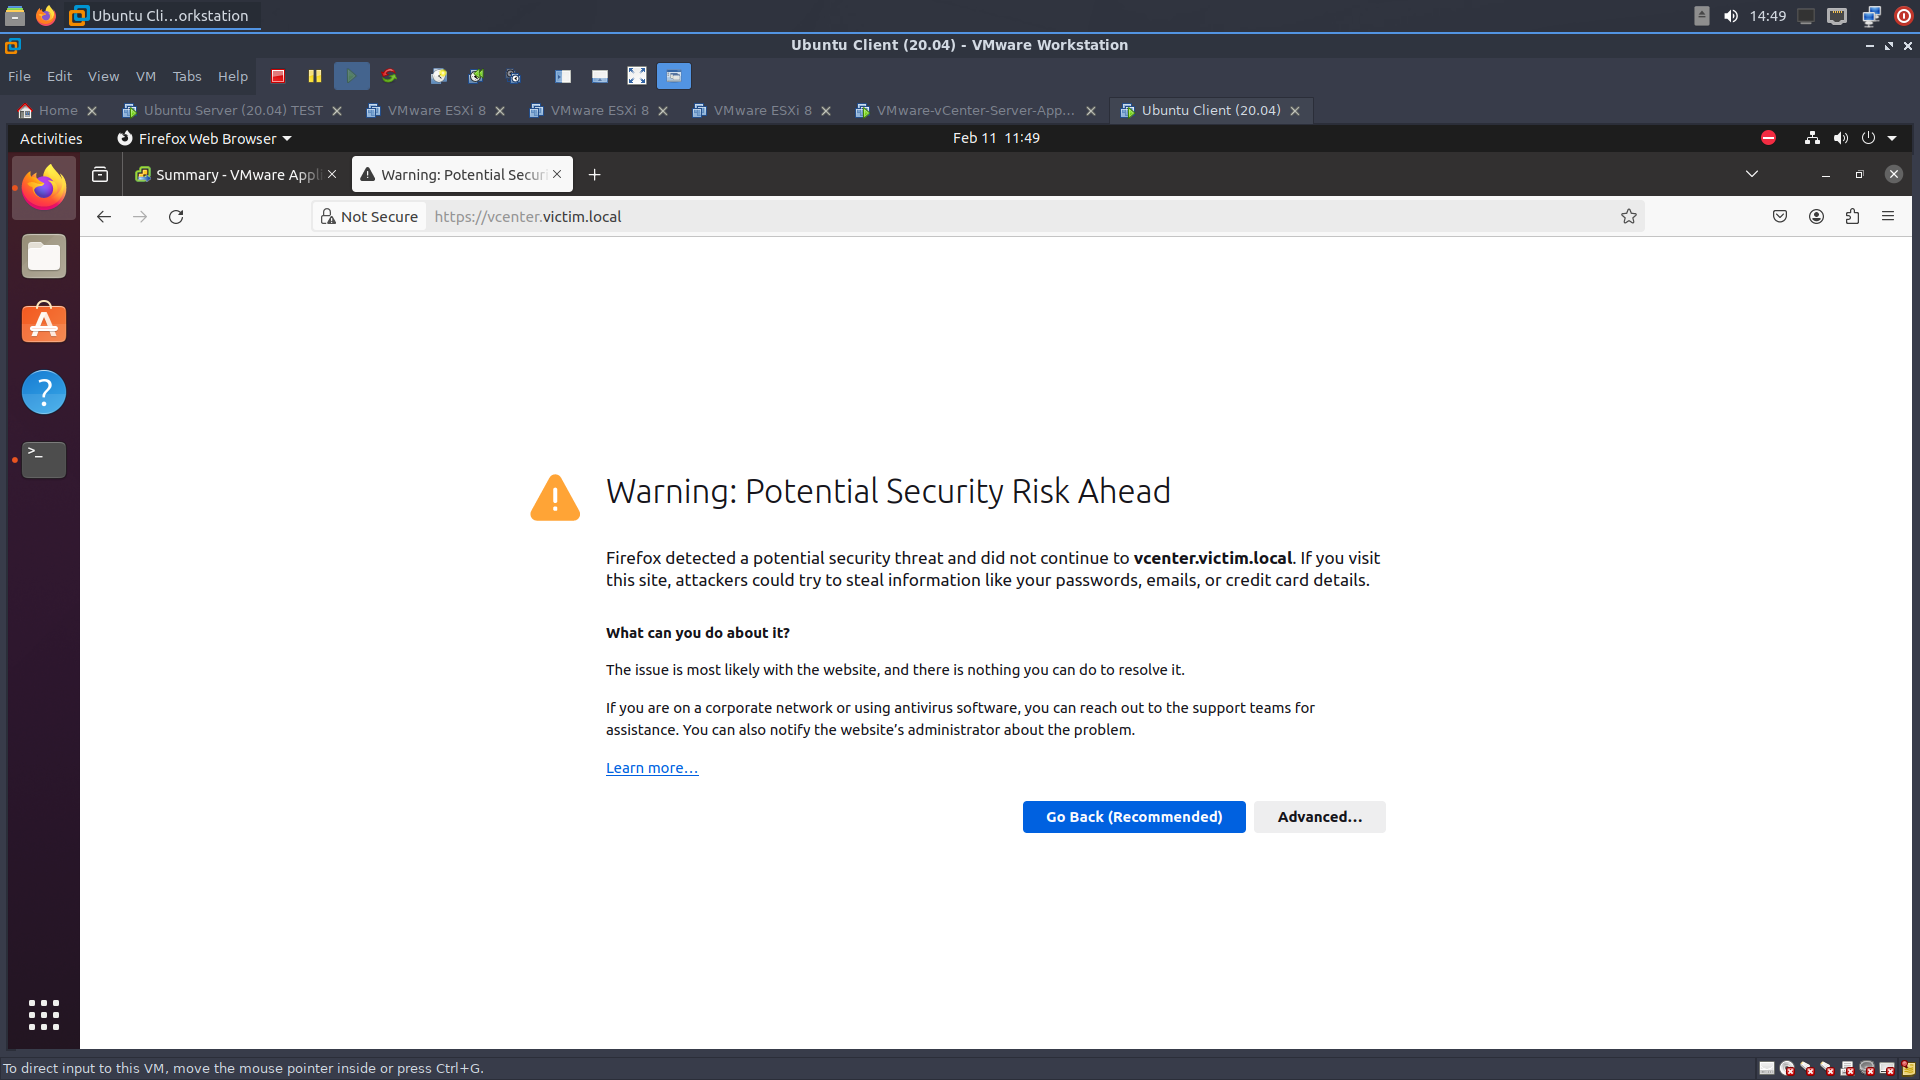 Ubuntu Cli...orkstation
14:49
Ubuntu Client (20.04) - VMware Workstation
File Edit View VM Tabs Help
Home Ubuntu Server (20.04) TEST VMware ESXi 8 VMware ESXi 8 VMware ESXi 8 VMware-vCenter-Server-App... Ubuntu Client (20.04)
Activities Firefox Web Browser Feb 11 11:49
Summary - VMware Appli Warning: Potential Securi
Not Secure https://vcenter.victim.local
Warning: Potential Security Risk Ahead
Firefox detected a potential security threat and did not continue to vcenter.victim.local. If you visit
this site, attackers could try to steal information like your passwords, emails, or credit card details.
What can you do about it?
The issue is most likely with the website, and there is nothing you can do to resolve it.
If you are on a corporate network or using antivirus software, you can reach out to the support teams for
assistance. You can also notify the website’s administrator about the problem.
Learn more…
Go Back (Recommended) Advanced…
To direct input to this VM, move the mouse pointer inside or press Ctrl+G.